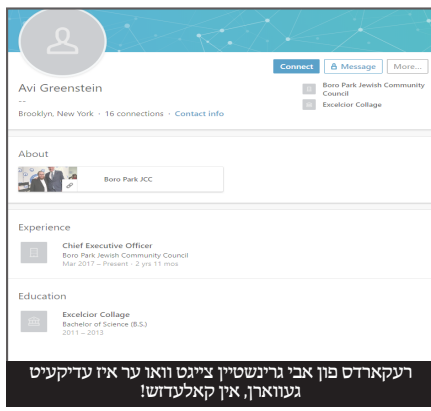 Connect Message More...
Avi Greenstein
--
Brooklyn, New York · 16 connections · Contact info
Boro Park Jewish Community
Council
Excelcior Collage
About
Boro Park JCC
Experience
Chief Executive Officer
Boro Park Jewish Community Council
Mar 2017 – Present · 2 yrs 11 mos
Education
Excelcior Collage
Bachelor of Science (B.S.)
2011 – 2013
רעקארדס פון אבי גרינשטיין צייגט וואו ער איז עדיקעיט
געווארן, אין קאלעדזש!